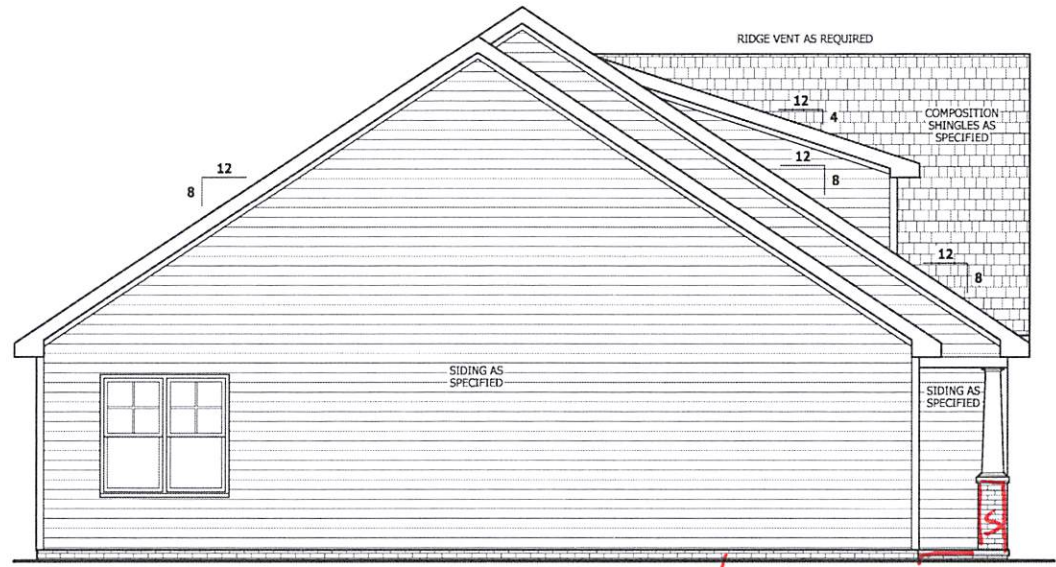 RIDGE VENT AS REQUIRED
12
4
COMPOSITION
SHINGLES AS
SPECIFIED
12
8
12
8
12
8
SIDING AS
SPECIFIED
SIDING AS
SPECIFIED
S